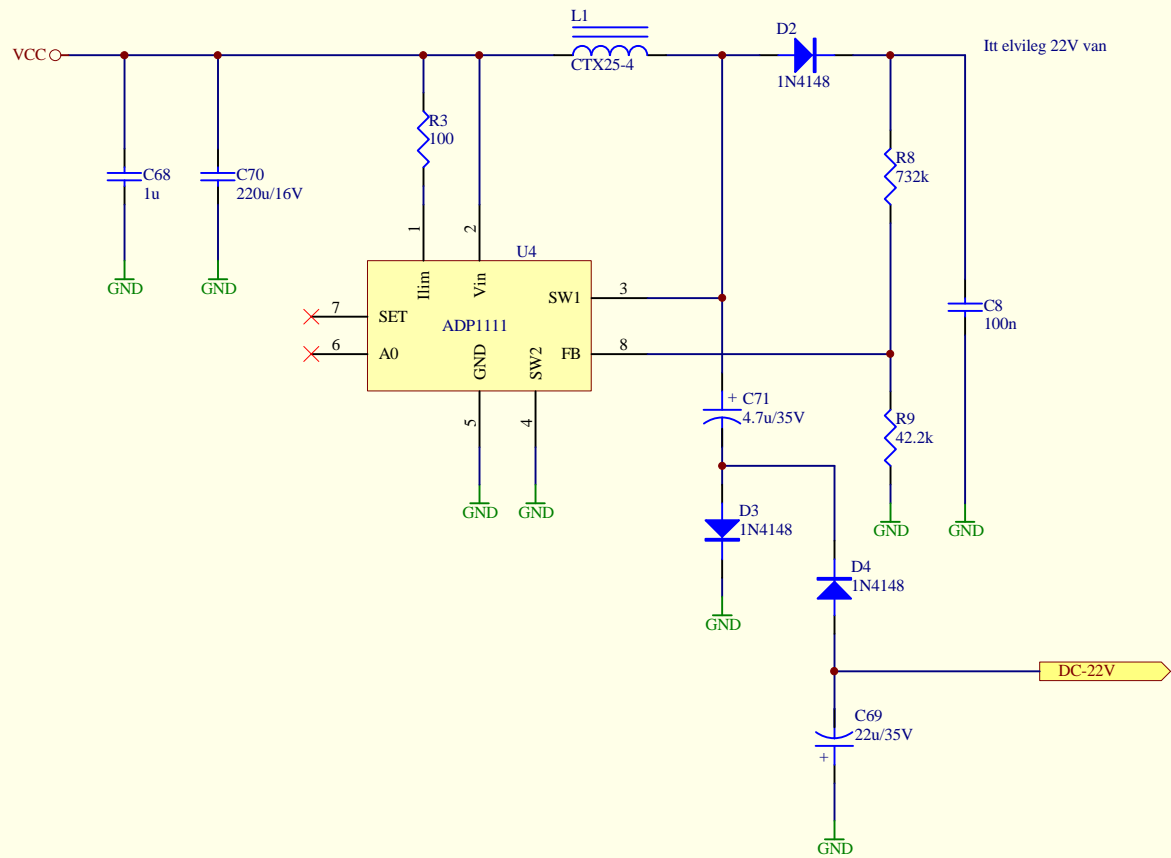 L1
D2
Itt elvileg 22V van
VCC
CTX25-4
1N4148
R3
100
R8
732k
C68
1u
C70
220u/16V
1
2
U4
GND
GND
Ilim
Vin
SW1
3
C8
100n
7
SET
ADP1111
6
A0
GND
SW2
FB
8
C71
+
4.7u/35V
R9
42.2k
5
4
GND
GND
D3
1N4148
GND
GND
D4
1N4148
GND
DC-22V
C69
22u/35V
+
GND